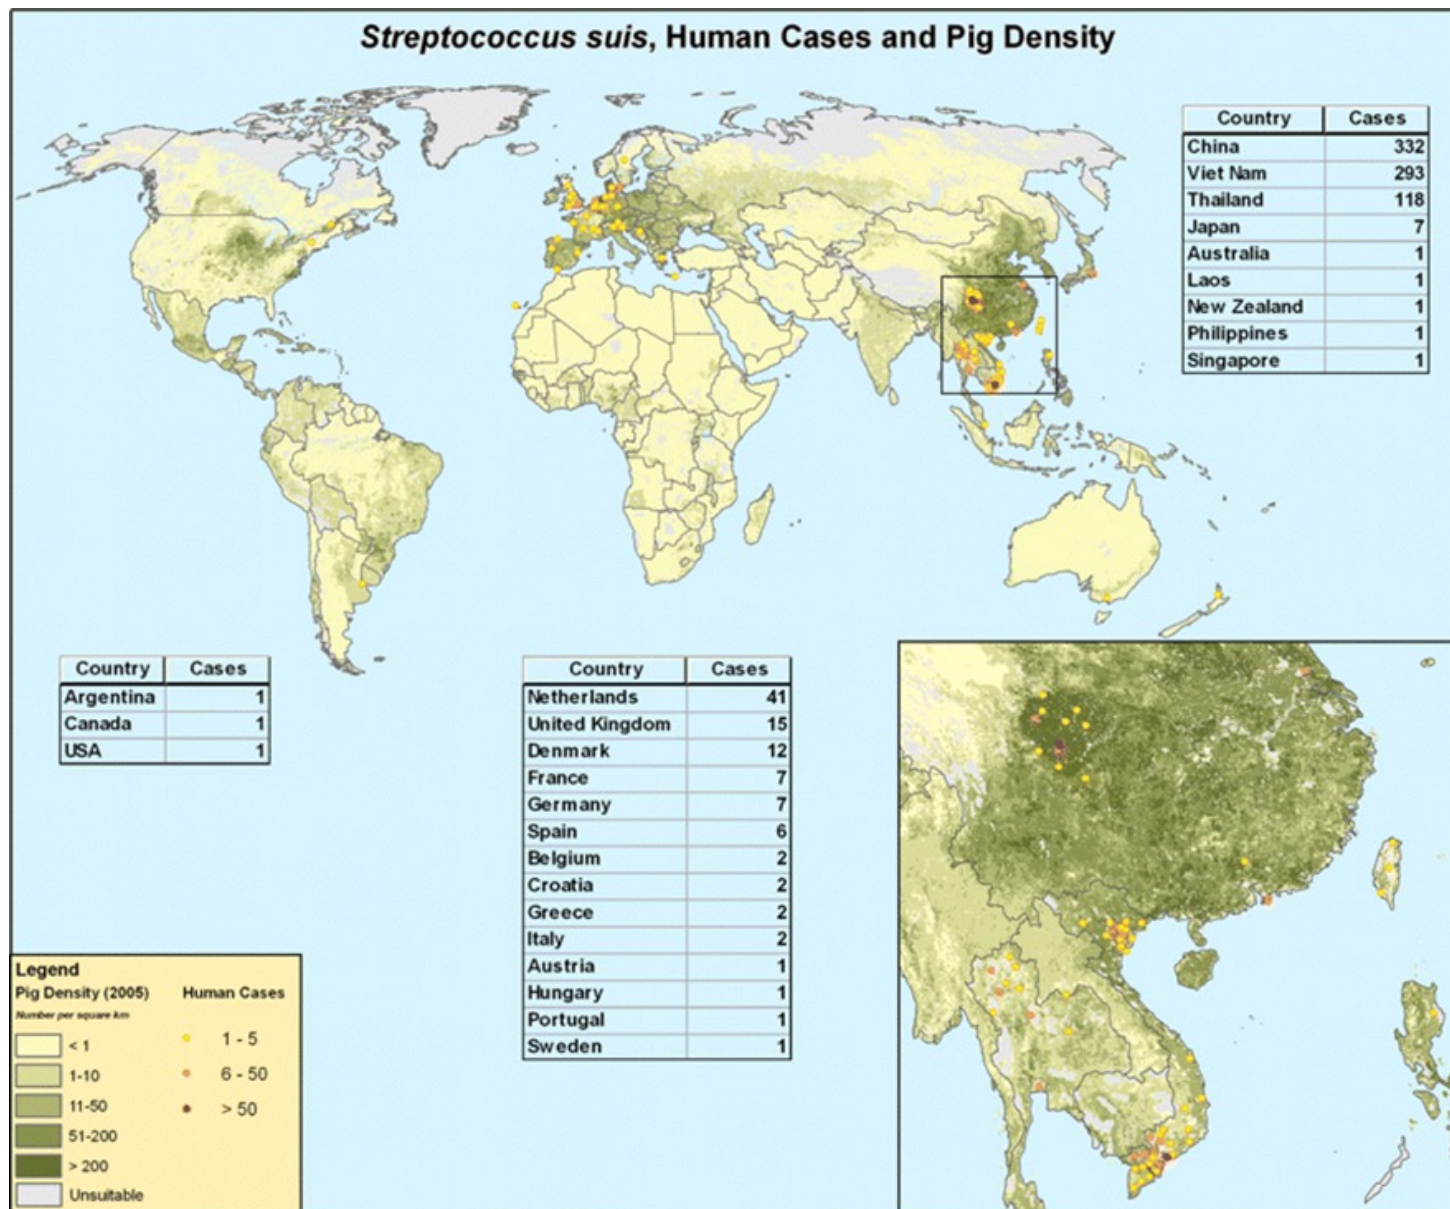 Streptococcus suis, Human Cases and Pig Density
Country Cases
China 332
Viet Nam 293
Thailand 118
Japan 7
Australia 1
Laos 1
New Zealand 1
Philippines 1
Singapore 1
Country Cases
Argentina 1
Canada 1
USA 1
Country Cases
Netherlands 41
United Kingdom 15
Denmark 12
France 7
Germany 7
Spain 6
Belgium 2
Croatia 2
Greece 2
Italy 2
Austria 1
Hungary 1
Portugal 1
Sweden 1
Legend
Pig Density (2005) Human Cases
Number per square km
< 1 1 - 5
1-10 6 - 50
11-50 > 50
51-200
> 200
Unsuitable